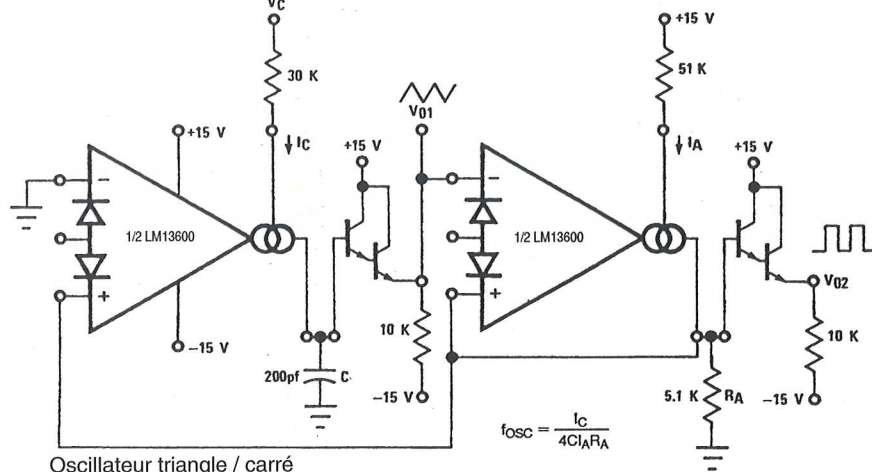 VC
+15 V
30 K
51 K
V01
+15 V
IC
+15 V
IA
+15 V
−
−
1/2 LM13600
1/2 LM13600
+
+
V02
−15 V
10 K
10 K
200pf
C
−15 V
5.1 K
RA
−15 V
fOSC = IC
4CIARA
Oscillateur triangle / carré